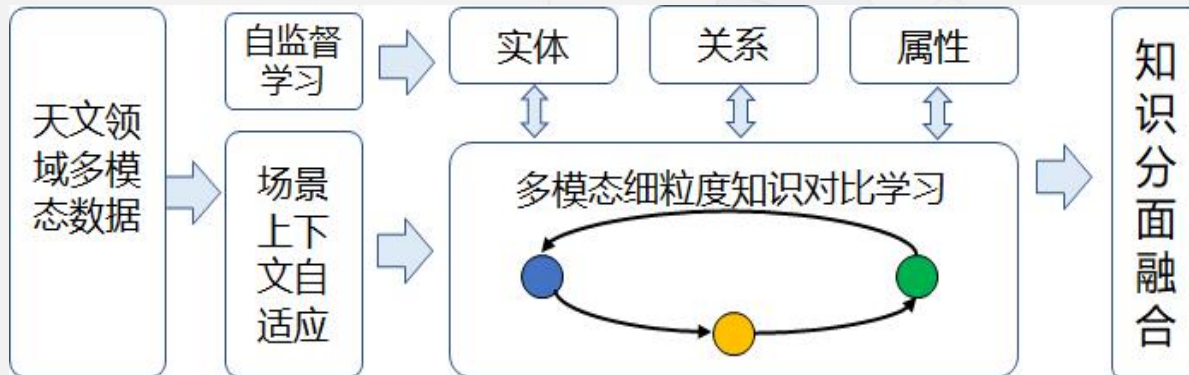 天文领
域多模
态数据
自监督
学习
场景
上下
文自
适应
实体
关系
属性
多模态细粒度知识对比学习
知
识
分
面
融
合